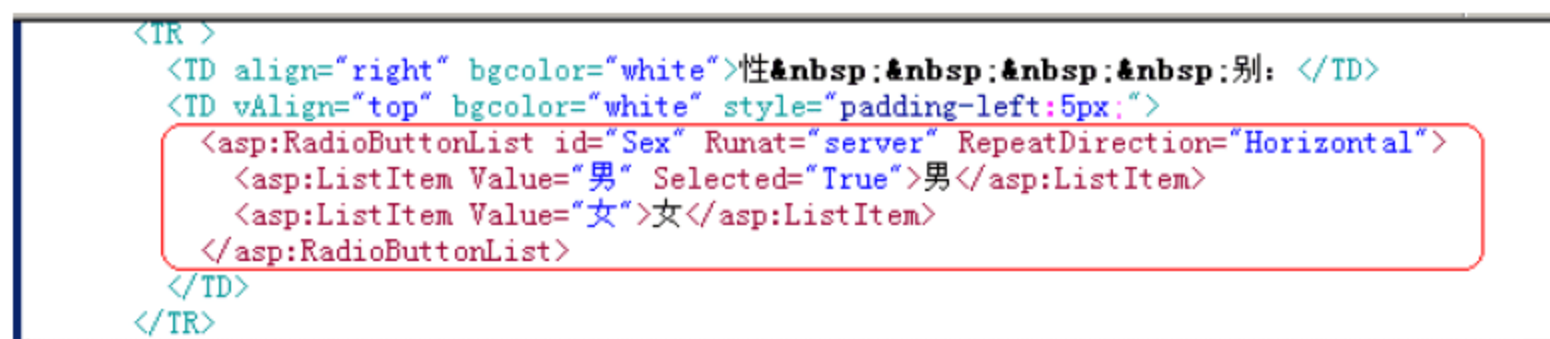 <TR >
<TD align="right" bgcolor="white">性&nbsp;&nbsp;&nbsp;&nbsp;别：</TD>
<TD vAlign="top" bgcolor="white" style="padding-left:5px;">
<asp:RadioButtonList id="Sex" Runat="server" RepeatDirection="Horizontal">
<asp:ListItem Value="男" Selected="True">男</asp:ListItem>
<asp:ListItem Value="女">女</asp:ListItem>
</asp:RadioButtonList>
</TD>
</TR>